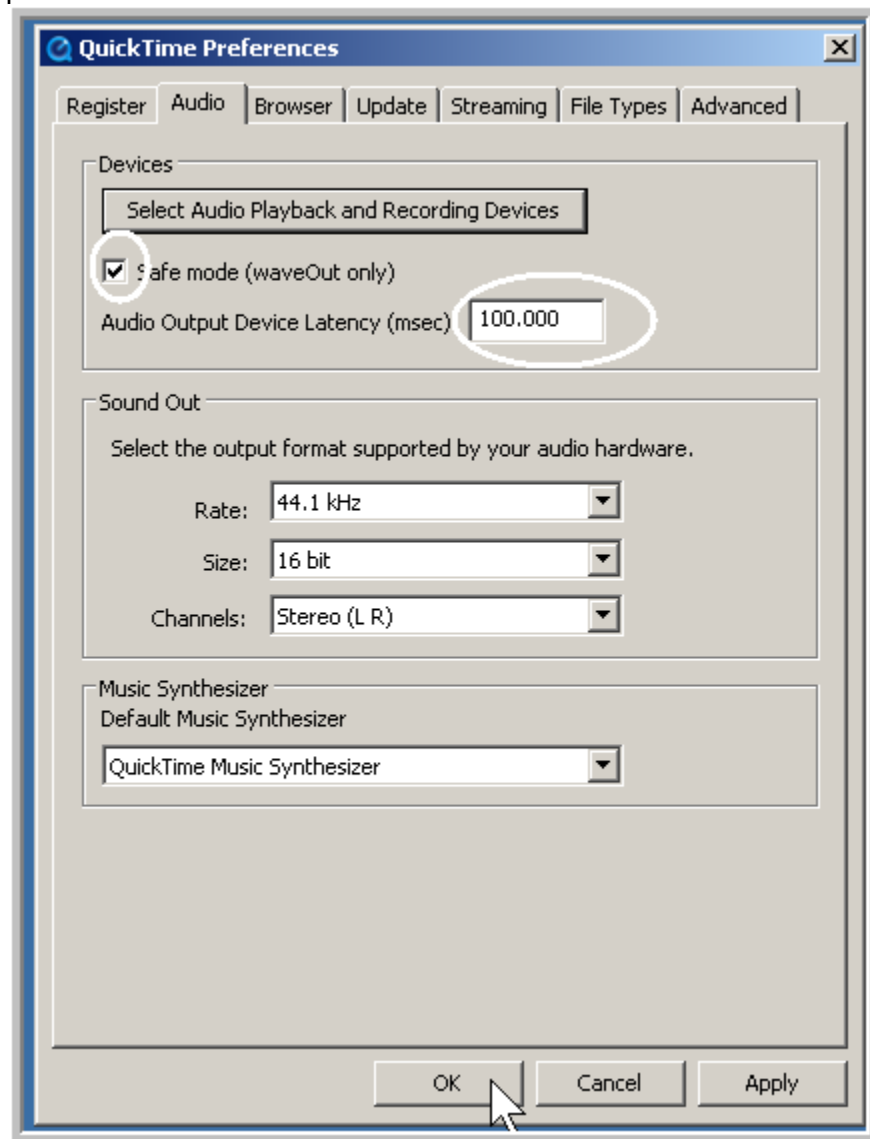 QuickTime Preferences
Register Audio Browser Update Streaming File Types Advanced
Devices
Select Audio Playback and Recording Devices
Safe mode (waveOut only)
Audio Output Device Latency (msec) 100.000
Sound Out
Select the output format supported by your audio hardware.
Rate: 44.1 kHz
Size: 16 bit
Channels: Stereo (L R)
Music Synthesizer
Default Music Synthesizer
QuickTime Music Synthesizer
OK Cancel Apply